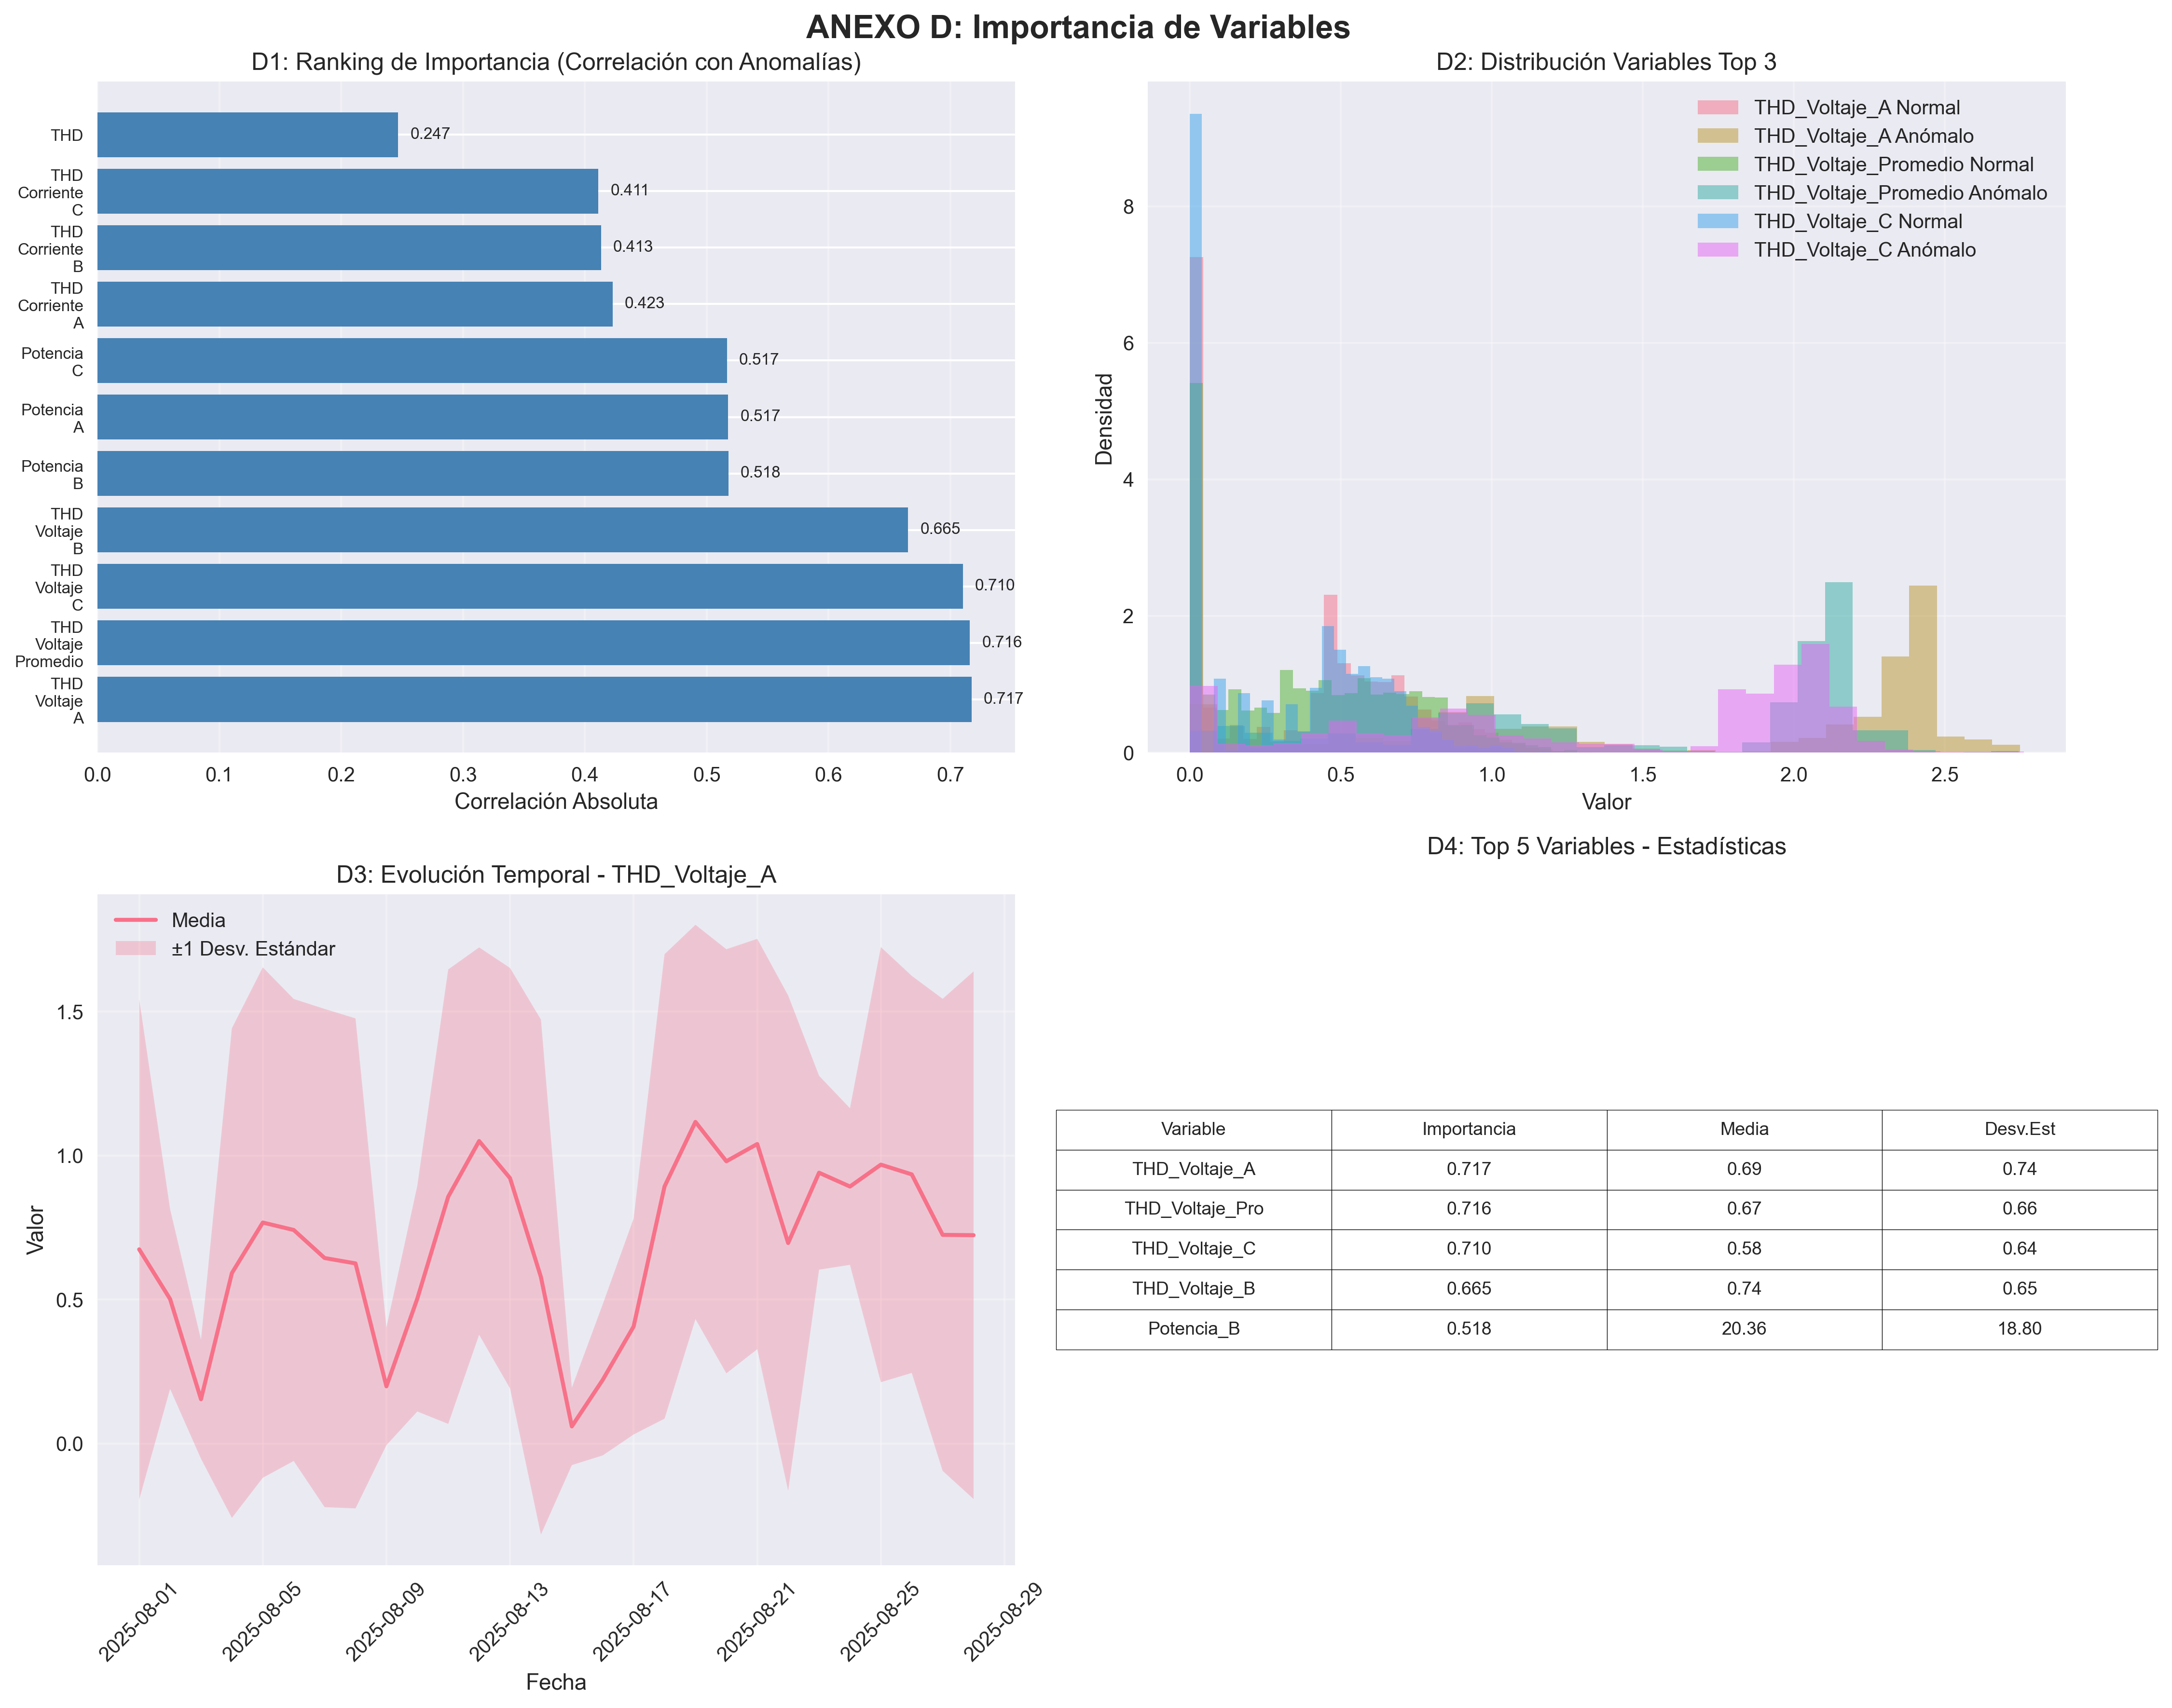 ANEXO D: Importancia de Variables
D1: Ranking de Importancia (Correlación con Anomalías)
THD
0.247
THD
Corriente
C
0.411
THD
Corriente
B
0.413
THD
Corriente
A
0.423
Potencia
C
0.517
Potencia
A
0.517
Potencia
B
0.518
THD
Voltaje
B
0.665
THD
Voltaje
C
0.710
THD
Voltaje
Promedio
0.716
THD
Voltaje
A
0.717
0.0 0.1 0.2 0.3 0.4 0.5 0.6 0.7
Correlación Absoluta
D2: Distribución Variables Top 3
THD_Voltaje_A Normal
THD_Voltaje_A Anómalo
THD_Voltaje_Promedio Normal
THD_Voltaje_Promedio Anómalo
THD_Voltaje_C Normal
THD_Voltaje_C Anómalo
Densidad
8
6
4
2
0
0.0 0.5 1.0 1.5 2.0 2.5
Valor
D3: Evolución Temporal - THD_Voltaje_A
Media
±1 Desv. Estándar
Valor
1.5
1.0
0.5
0.0
2025-08-01 2025-08-05 2025-08-09 2025-08-13 2025-08-17 2025-08-21 2025-08-25 2025-08-29
Fecha
D4: Top 5 Variables - Estadísticas
Variable Importancia Media Desv.Est
THD_Voltaje_A 0.717 0.69 0.74
THD_Voltaje_Pro 0.716 0.67 0.66
THD_Voltaje_C 0.710 0.58 0.64
THD_Voltaje_B 0.665 0.74 0.65
Potencia_B 0.518 20.36 18.80